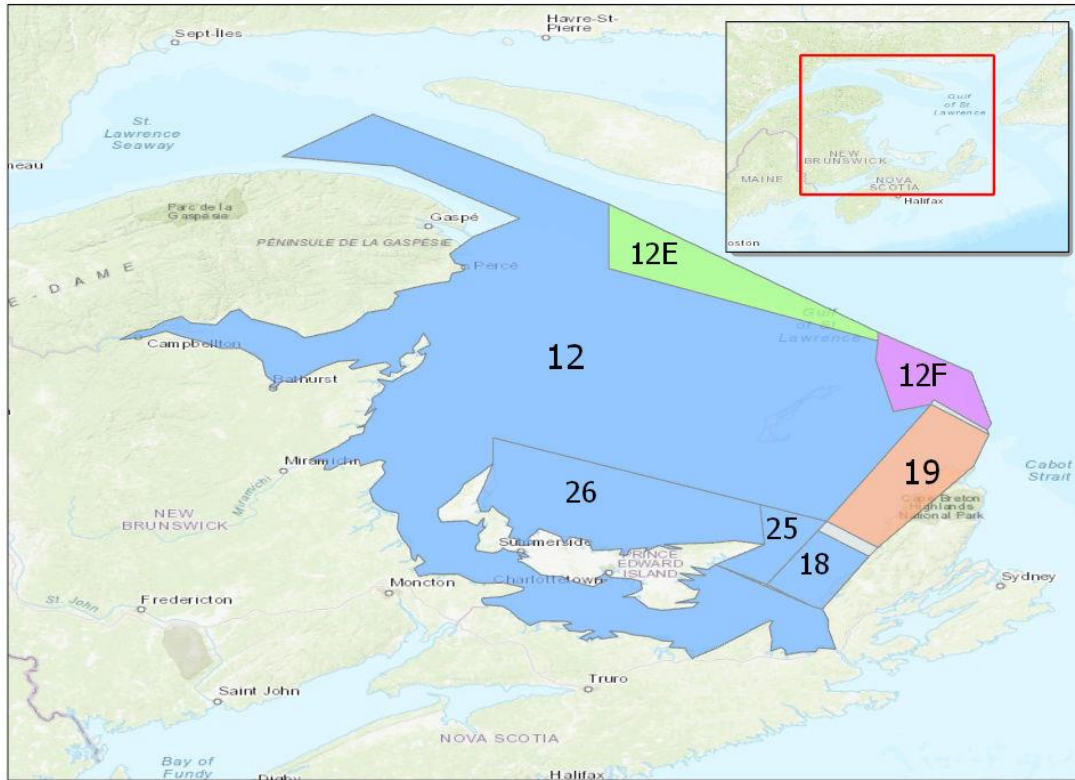 Sept-Îles
Havre-St-
Pierre
St.
Lawrence
Seaway
neau
Parc de la
Gaspésie
Gaspé
PÉNINSULE DE LA GASPÉSIE
Percé
E - D A M E
Campbellton
Bathurst
12E
Gulf
of St.
Lawrence
12
12F
19
Cabot
Strait
Cape Breton
Highlands
National Park
Miramichi
Miramichi
26
25
18
NEW
BRUNSWICK
Summerside
PRINCE
EDWARD
ISLAND
Charlottetown
Moncton
Sydney
St. John
Fredericton
Saint John
Truro
NOVA SCOTIA
Bay of
Fundy
Digby
Halifax
Gulf
of St.
Lawrence
NEW
BRUNSWICK
MAINE
NOVA
SCOTIA
Halifax
oston